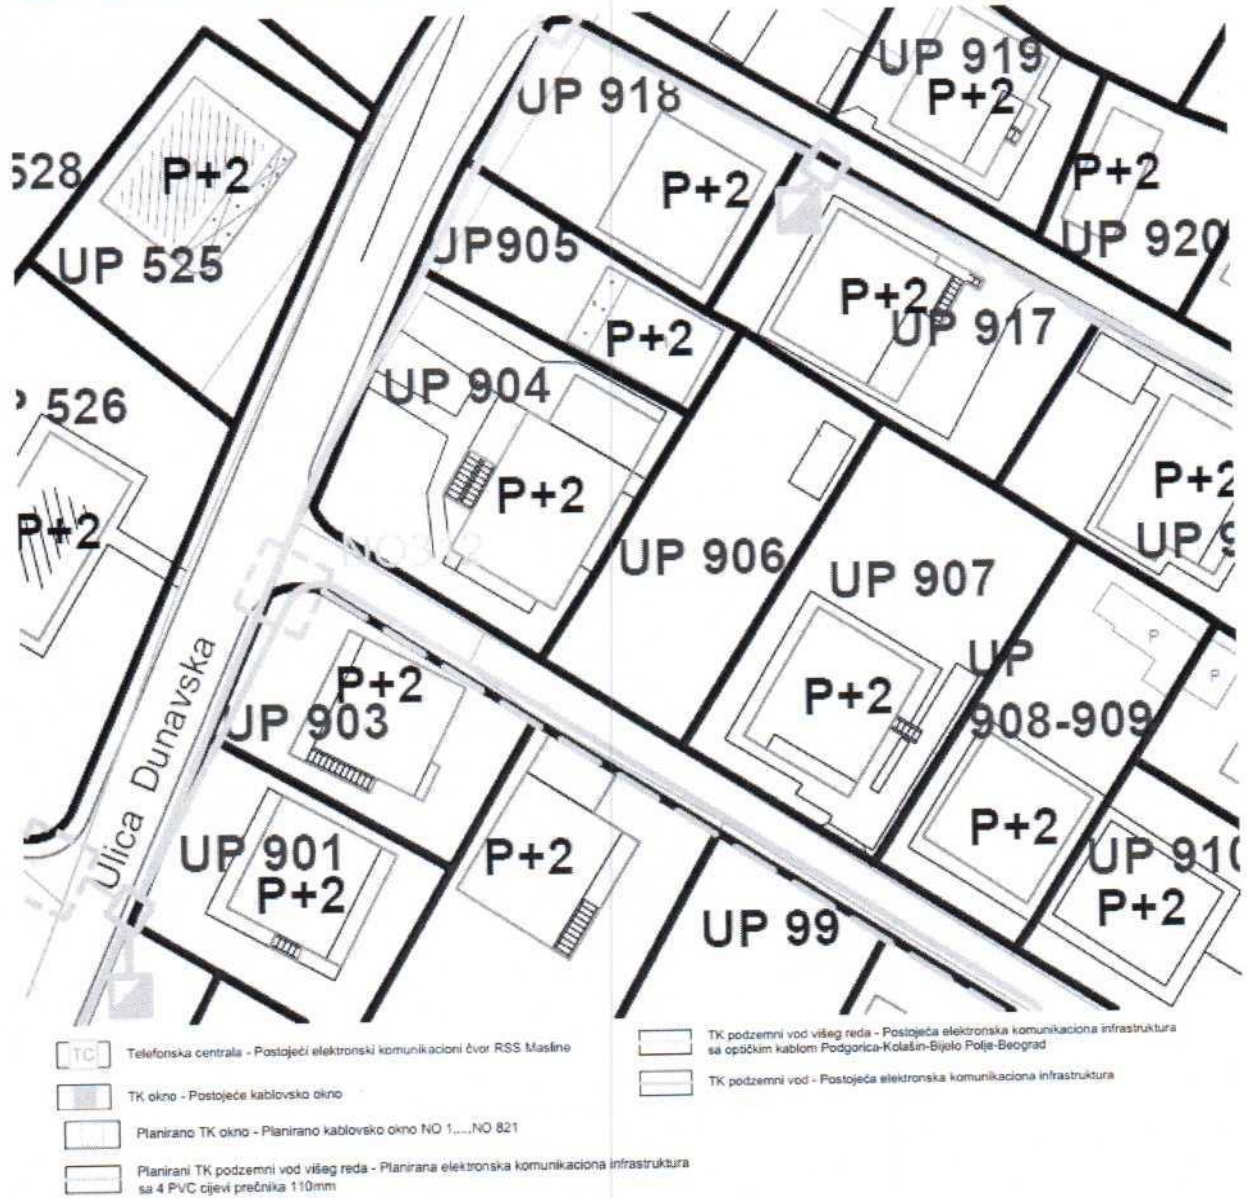 UP 919
P+2
UP 918
528
P+2
P+2
P+2
UP 920
UP905
UP 525
P+2
UP 917
P+2
UP 904
526
P+2
P+2
P+2
UP 9
UP 906
UP 907
P
P
UP
908-909
P+2
P+2
UP 903
Ulica Dunavska
UP 901
P+2
P+2
P+2
UP 910
P+2
UP 99
TC
Telefonska centrala - Postojeći elektronski komunikacioni čvor RSS Masline
TK okno - Postojeće kablovsko okno
Planirano TK okno - Planirano kablovsko okno NO 1,...,NO 821
Planirani TK podzemni vod višeg reda - Planirana elektronska komunikaciona infrastruktura
sa 4 PVC cijevi prečnika 110mm
TK podzemni vod višeg reda - Postojeća elektronska komunikaciona infrastruktura
sa optičkim kablom Podgorica-Kolašin-Bijelo Polje-Beograd
TK podzemni vod - Postojeća elektronska komunikaciona infrastruktura